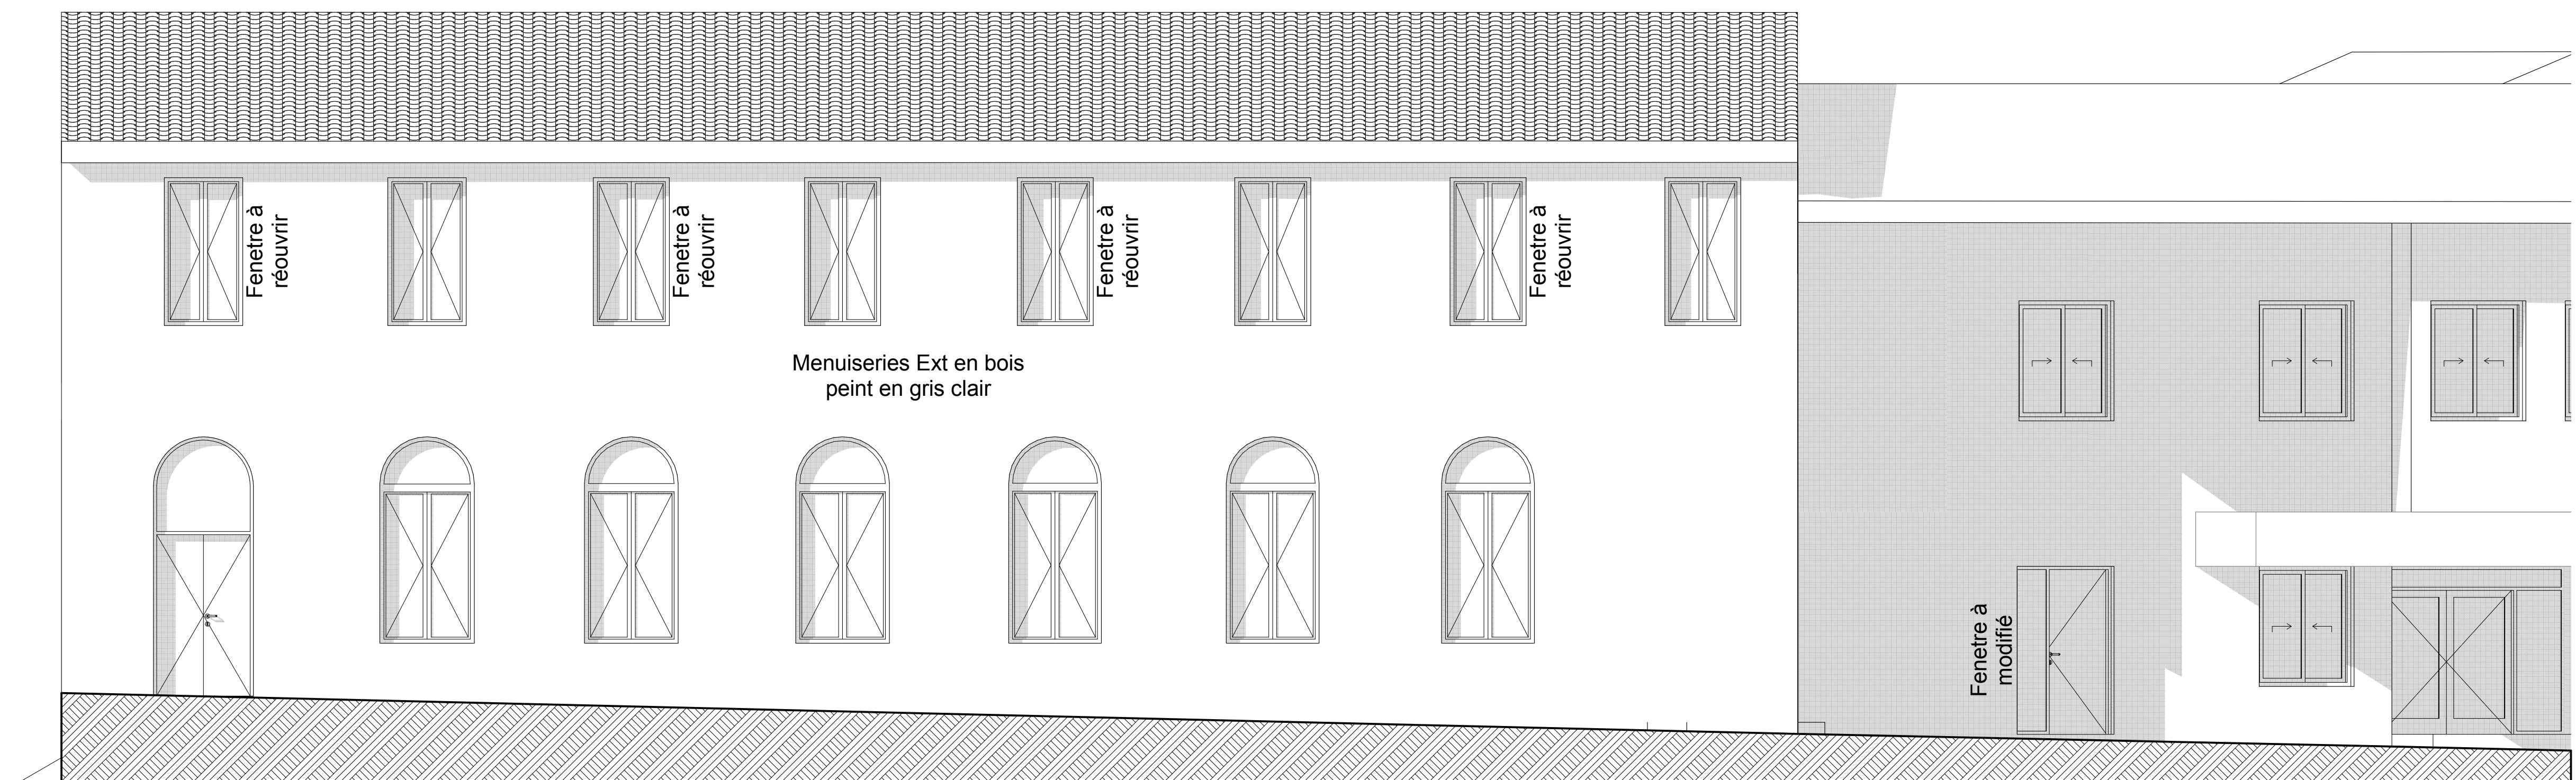 Fenetre à
réouvrir
Fenetre à
réouvrir
Fenetre à
réouvrir
Fenetre à
réouvrir
Menuiseries Ext en bois
peint en gris clair
Fenetre à
modifié